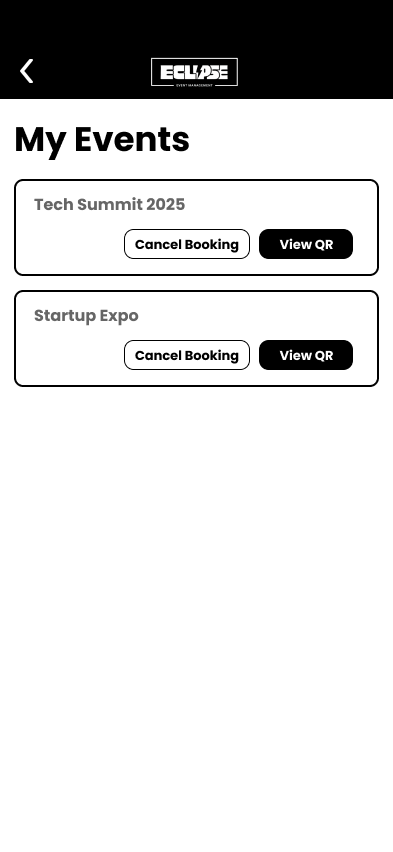 ECLIPSE
EVENT MANAGEMENT
My Events
Tech Summit 2025
Cancel Booking
View QR
Startup Expo
Cancel Booking
View QR